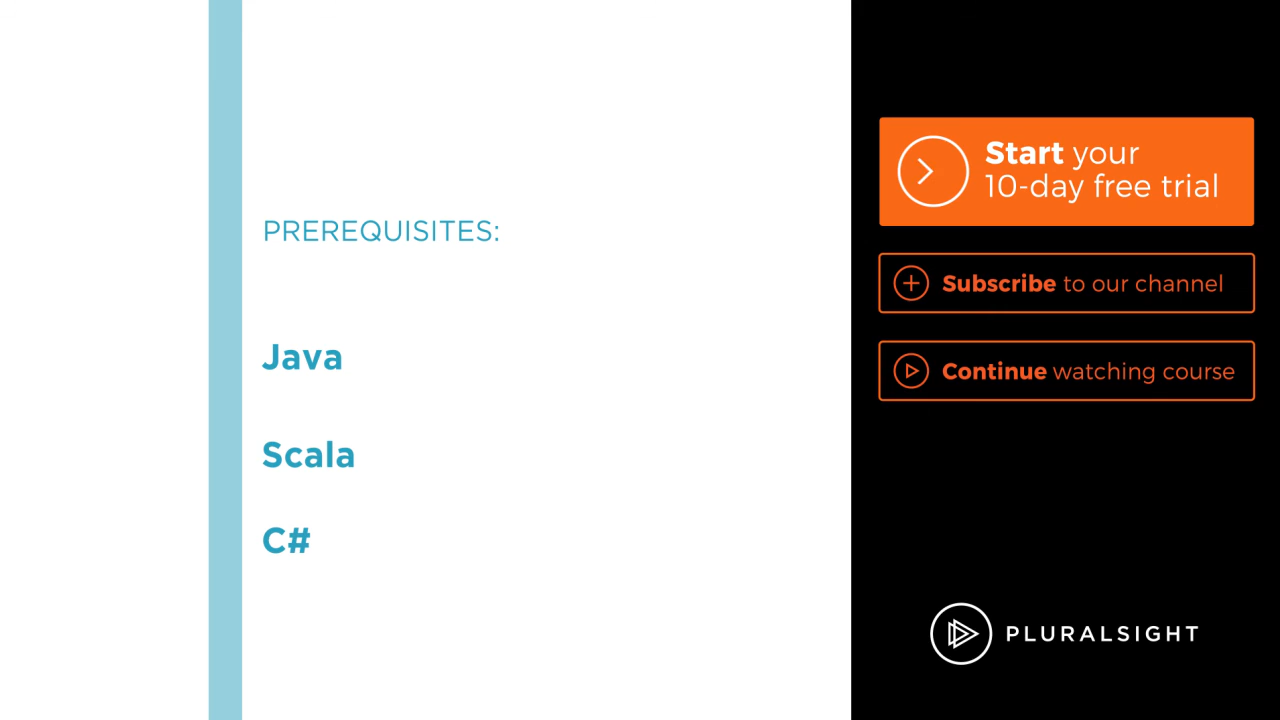 PREREQUISITES:
Java
Scala
C#
Start your
10-day free trial
Subscribe to our channel
Continue watching course
PLURALSIGHT